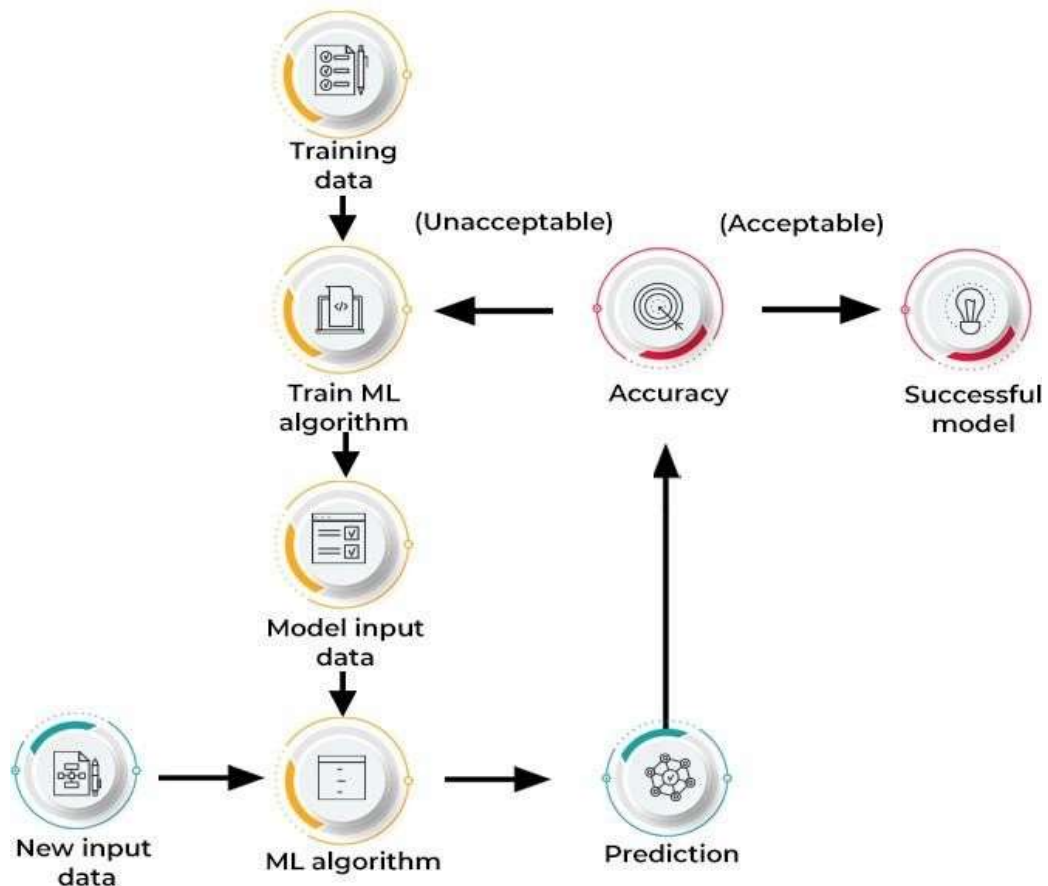 Training
data
(Unacceptable)
(Acceptable)
</>
Train ML
algorithm
Accuracy
Successful
model
Model input
data
New input
data
ML algorithm
Prediction